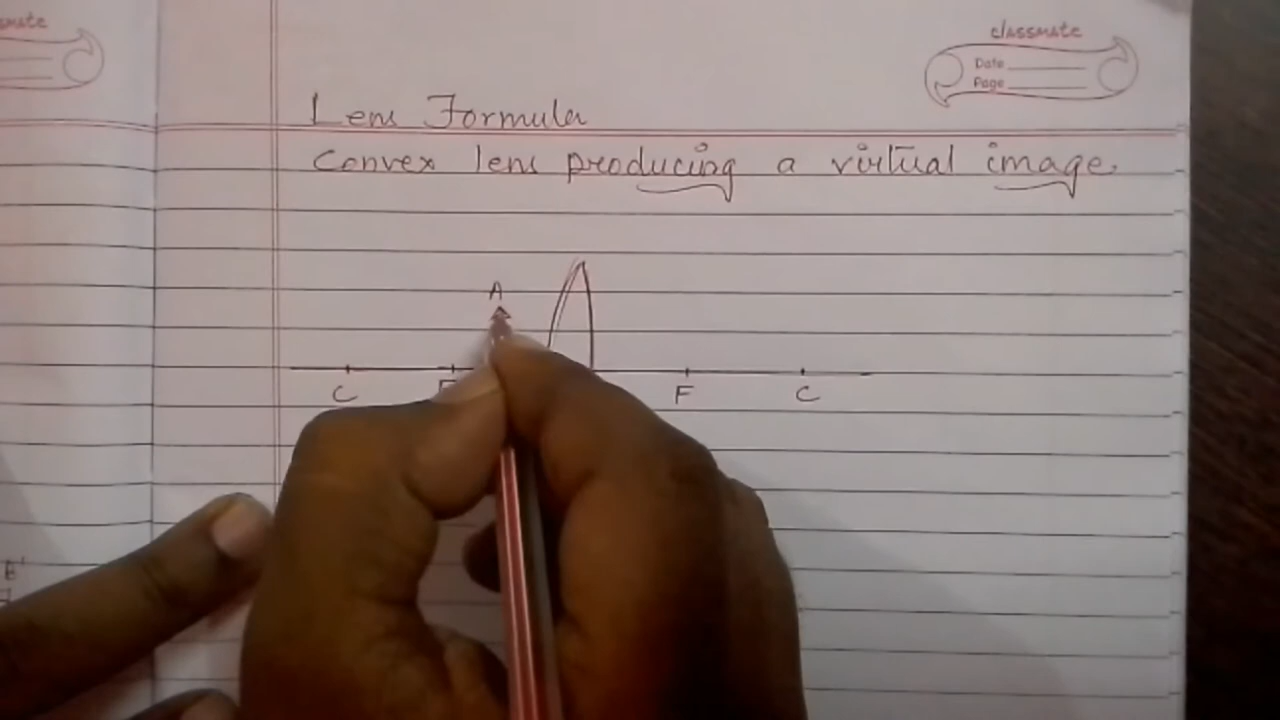 classmate
Date
Page
Lens Formula
Convex lens producing a virtual image.
A
C F F C
B'